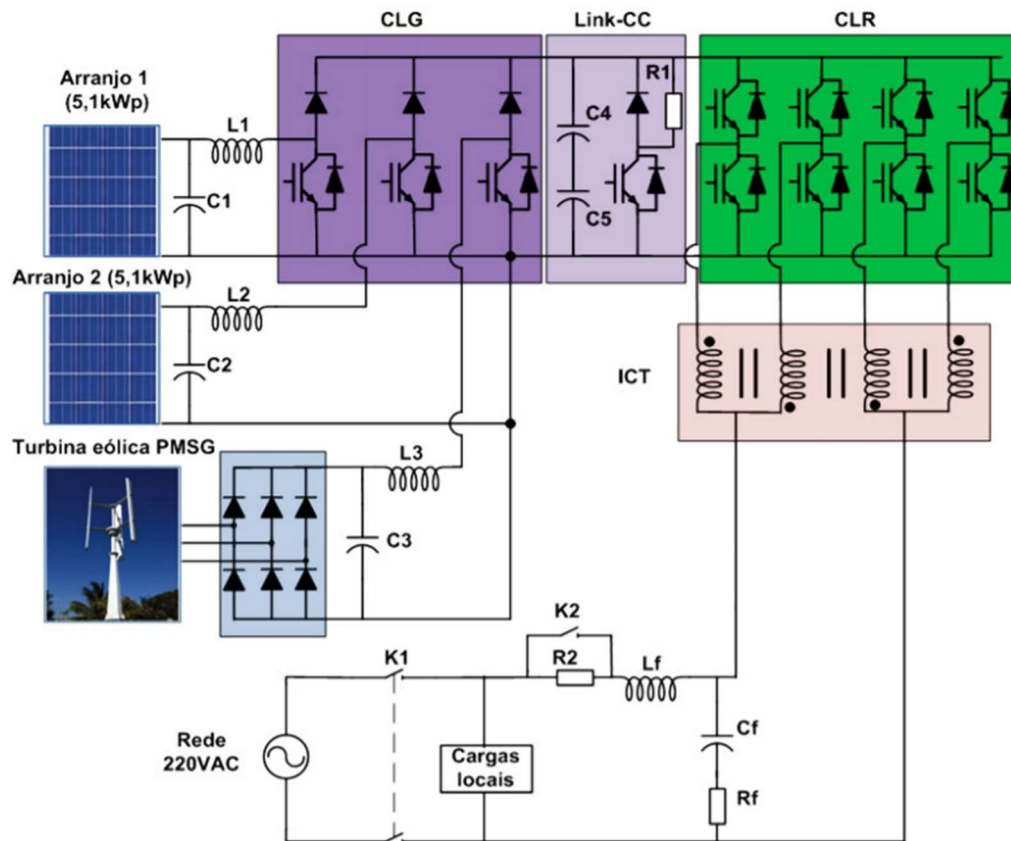 CLG
Link-CC
CLR
Arranjo 1
(5,1kWp)
L1
C1
R1
C4
C5
Arranjo 2 (5,1kWp)
L2
C2
ICT
Turbina eólica PMSG
L3
C3
K2
K1
R2
Lf
Cf
Rede
220VAC
Cargas
locais
Rf